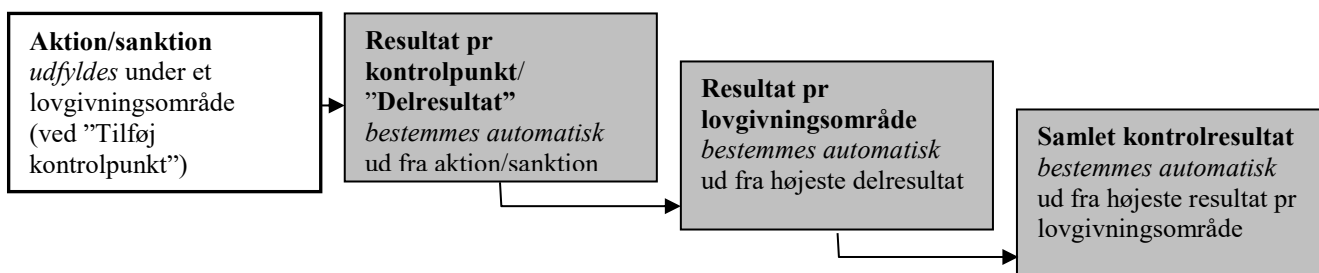 Aktion/sanktion
udfyldes under et
lovgivningsområde
(ved ”Tilføj
kontrolpunkt”)
Resultat pr
kontrolpunkt/
”Delresultat”
bestemmes automatisk
ud fra aktion/sanktion
Resultat pr
lovgivningsområde
bestemmes automatisk
ud fra højeste delresultat
Samlet kontrolresultat
bestemmes automatisk
ud fra højeste resultat pr
lovgivningsområde